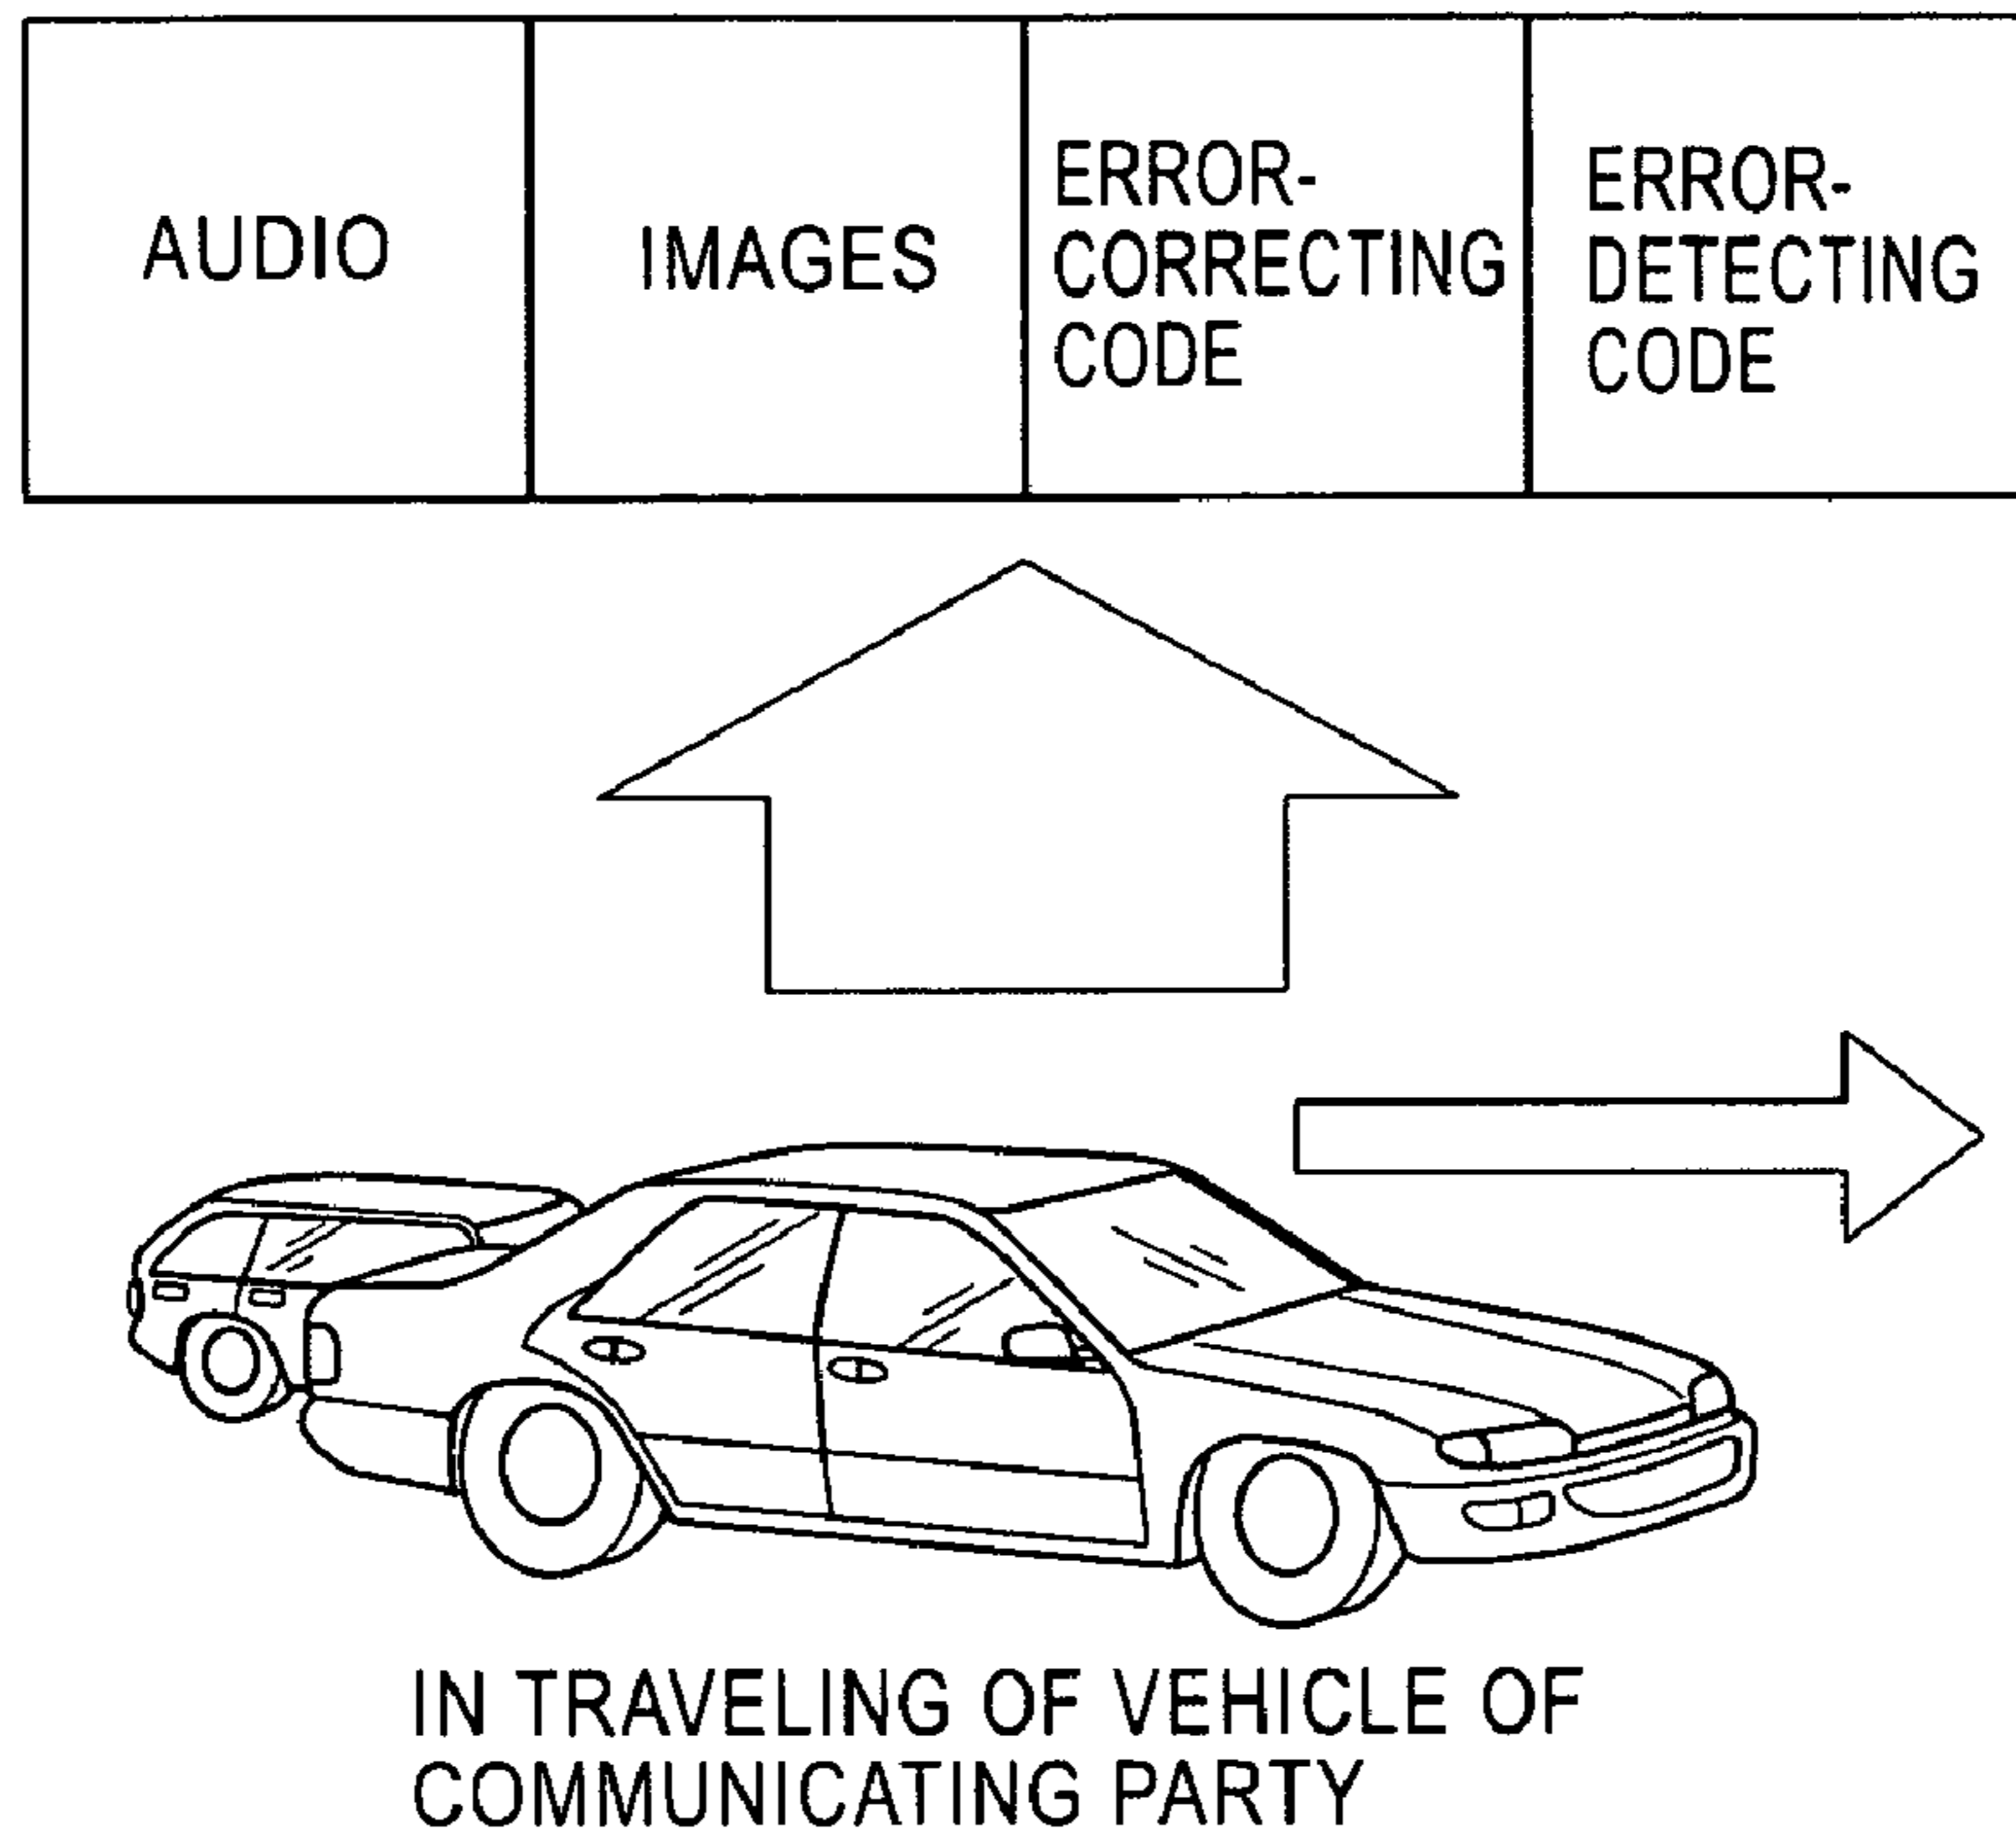 AUDIO
IMAGES
ERROR-
CORRECTING
CODE
ERROR-
DETECTING
CODE
IN TRAVELING OF VEHICLE OF
COMMUNICATING PARTY